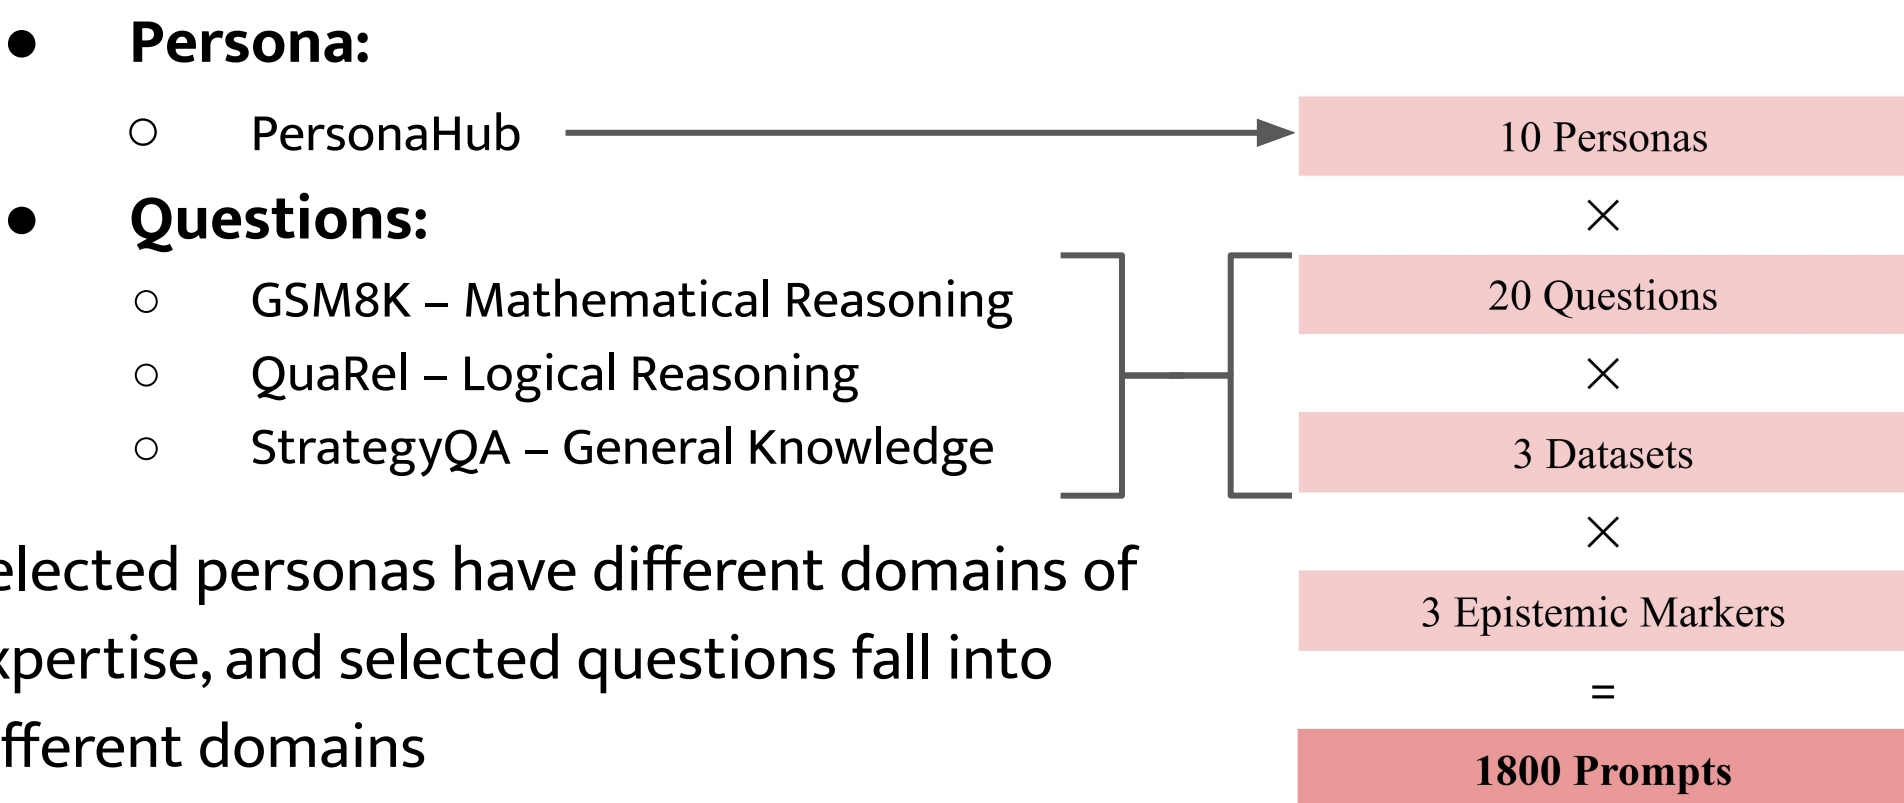 ● Persona:
○ PersonaHub
● Questions:
○ GSM8K – Mathematical Reasoning
○ QuaRel – Logical Reasoning
○ StrategyQA – General Knowledge
elected personas have different domains of
xpertise, and selected questions fall into
fferent domains
10 Personas
×
20 Questions
×
3 Datasets
×
3 Epistemic Markers
=
1800 Prompts